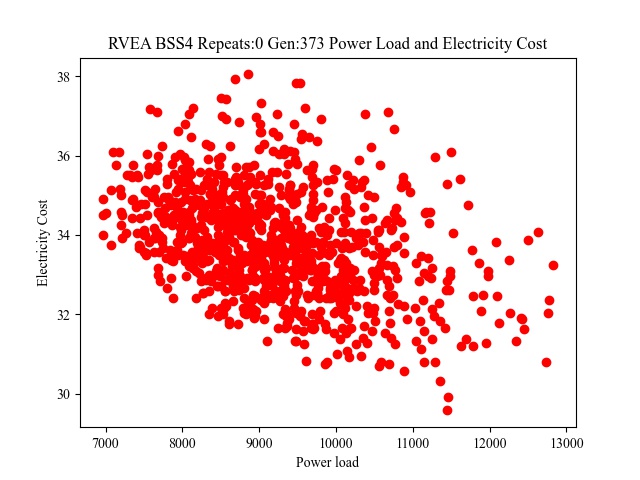 RVEA BSS4 Repeats:0 Gen:373 Power Load and Electricity Cost
38
36
34
32
30
Electricity Cost
7000 8000 9000 10000 11000 12000 13000
Power load